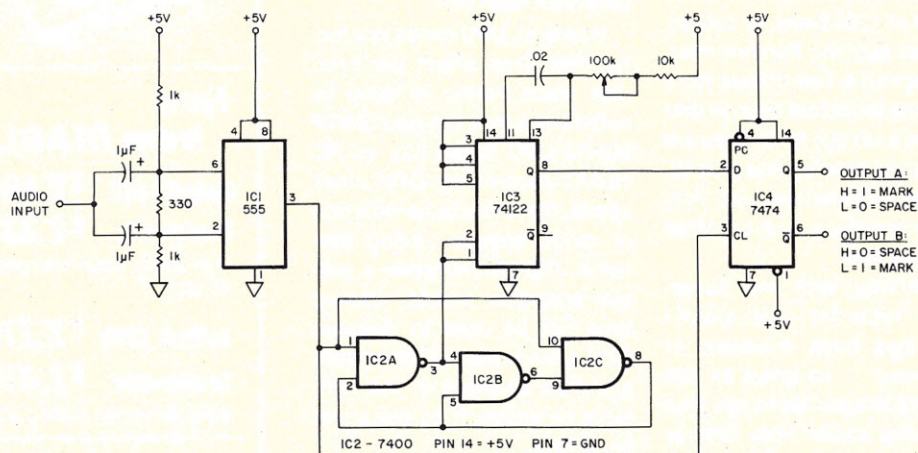 +5V
+5V
+5V
+5
+5V
1k
.02
100k
10k
4 8
14 11 13
4 14
1µF
+
6
3
4
5
IC1
555
3
330
AUDIO
INPUT
1µF
+
2
1k
1
IC3
74122
Q 8
2
1
Q̅ 9
7
PC
2 D
Q 5
IC4
7474
3 CL
Q̅ 6
7
1
+5V
OUTPUT A:
H = 1 = MARK
L = 0 = SPACE
OUTPUT B:
H = 0 = SPACE
L = 1 = MARK
1
2
IC2A
3
4
5
IC2B
6
10
9
IC2C
8
IC2 - 7400 PIN 14 = +5V PIN 7 = GND